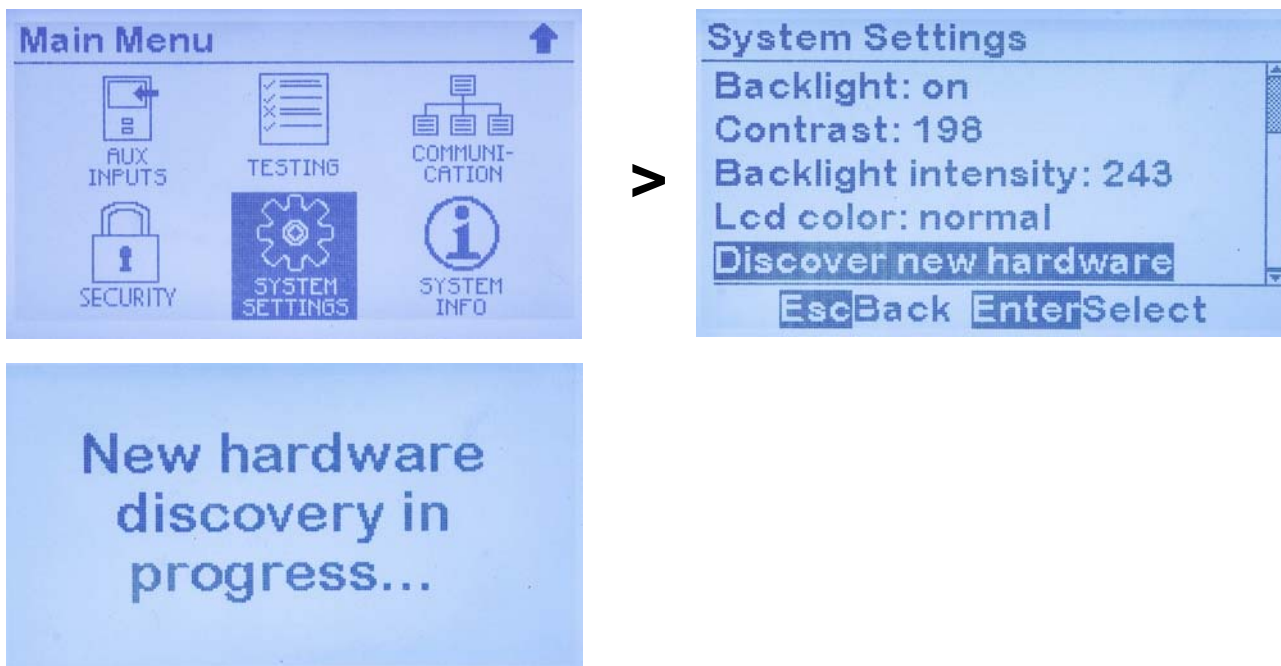 Main Menu
AUX
INPUTS
TESTING
COMMUNI-
CATION
SECURITY
SYSTEM
SETTINGS
SYSTEM
INFO
>
System Settings
Backlight: on
Contrast: 198
Backlight intensity: 243
Lcd color: normal
Discover new hardware
EscBack EnterSelect
New hardware
discovery in
progress...